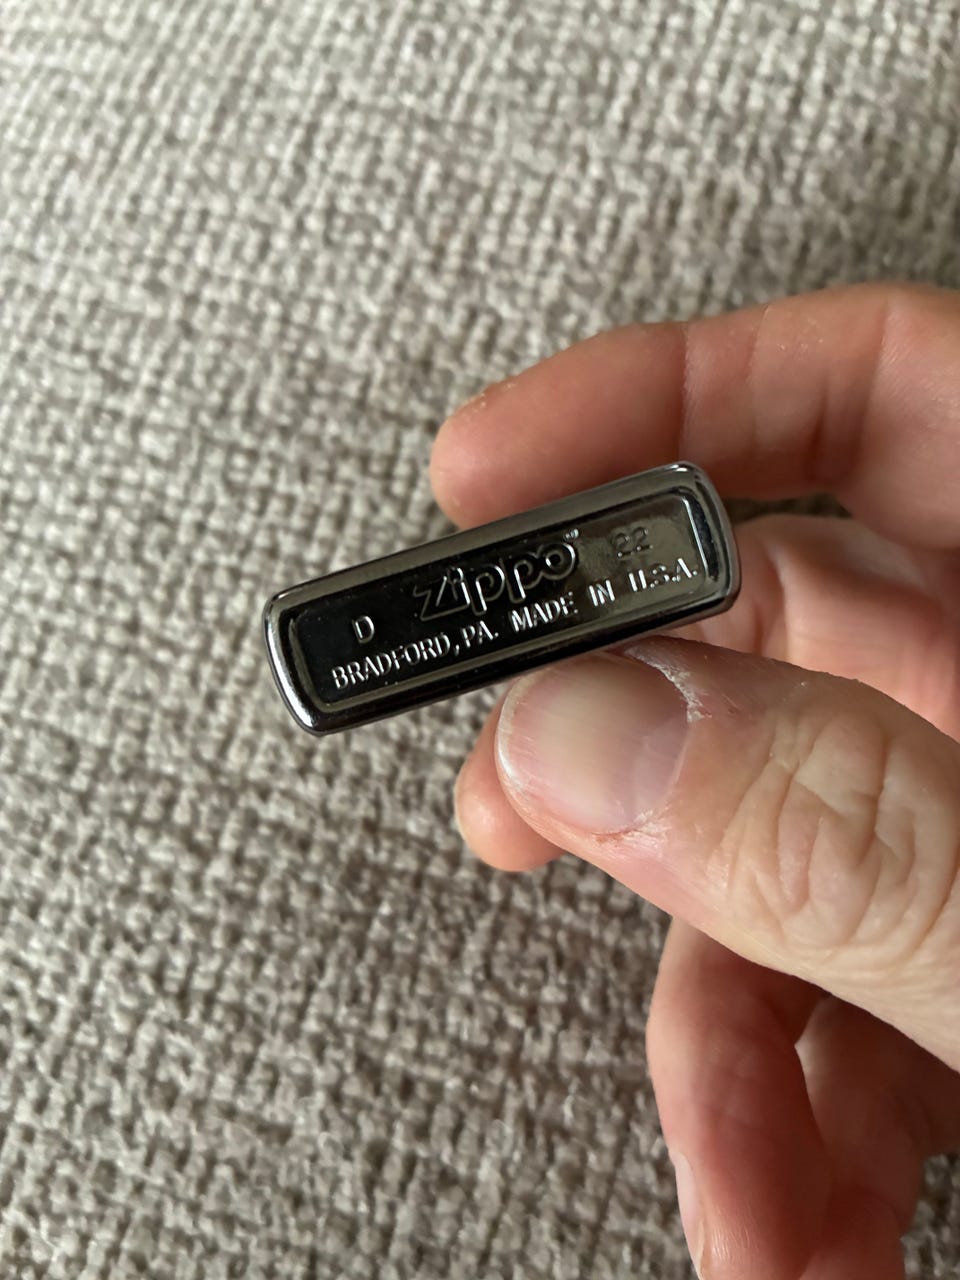 D Zippo 22
BRADFORD, PA. MADE IN U.S.A.